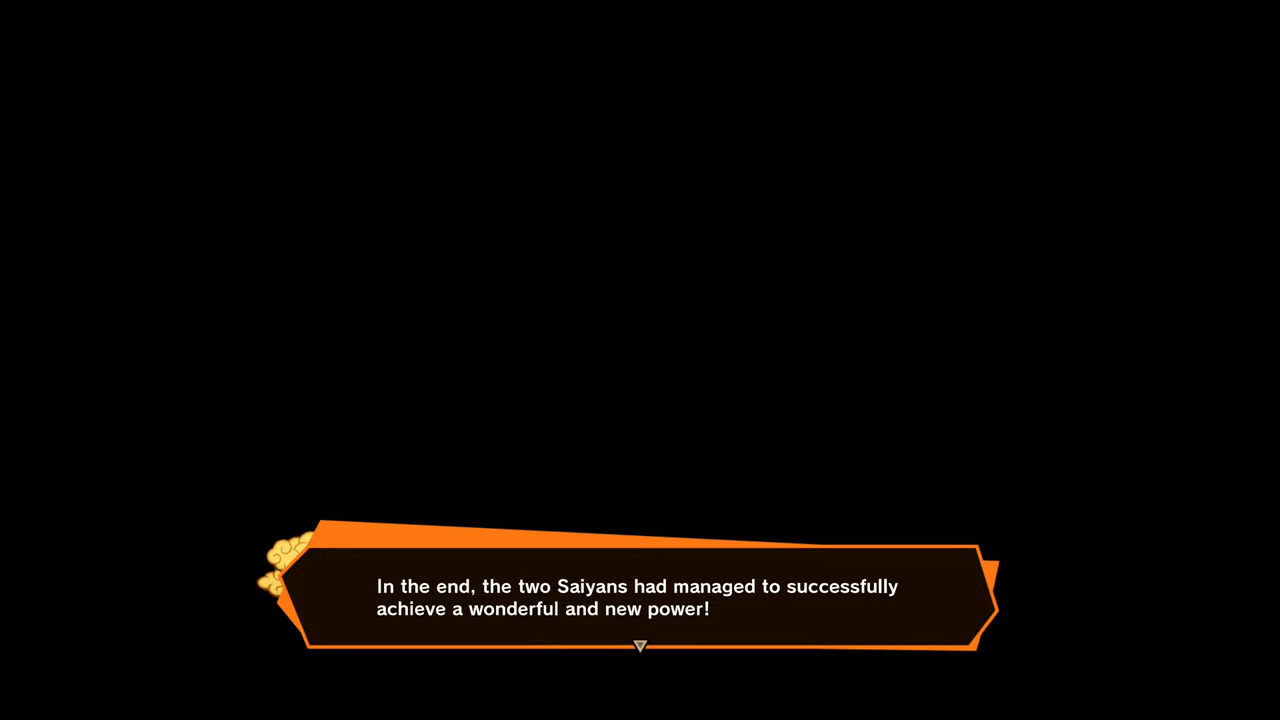 In the end, the two Saiyans had managed to successfully
achieve a wonderful and new power!